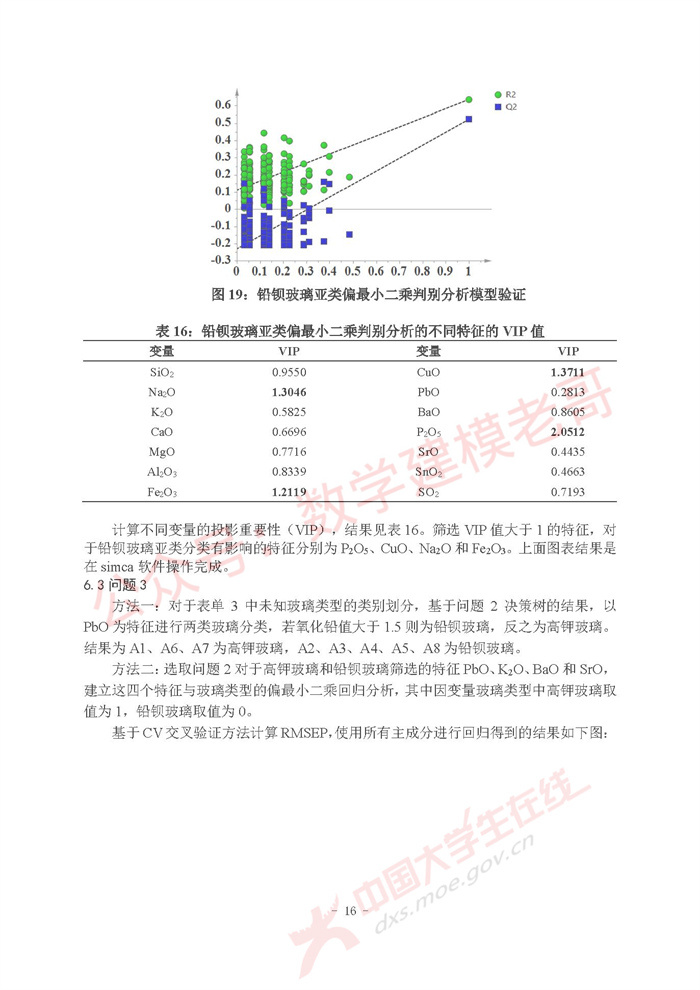 0.6
0.5
0.4
0.3
0.2
0.1
0
-0.1
-0.2
-0.3
0 0.1 0.2 0.3 0.4 0.5 0.6 0.7 0.8 0.9 1
R2
Q2
图 19：铅钡玻璃亚类偏最小二乘判别分析模型验证
表 16：铅钡玻璃亚类偏最小二乘判别分析的不同特征的 VIP 值
变量 VIP 变量 VIP
SiO₂ 0.9550 CuO 1.3711
Na₂O 1.3046 PbO 0.2813
K₂O 0.5825 BaO 0.8605
CaO 0.6696 P₂O₅ 2.0512
MgO 0.7716 SrO 0.4435
Al₂O₃ 0.8339 SnO₂ 0.4663
Fe₂O₃ 1.2119 SO₂ 0.7193
计算不同变量的投影重要性（VIP），结果见表 16。筛选 VIP 值大于 1 的特征，对
于铅钡玻璃亚类分类有影响的特征分别为 P₂O₅、CuO、Na₂O 和 Fe₂O₃。上面图表结果是
在 simca 软件操作完成。
6.3 问题 3
方法一：对于表单 3 中未知玻璃类型的类别划分，基于问题 2 决策树的结果，以
PbO 为特征进行两类玻璃分类，若氧化铅值大于 1.5 则为铅钡玻璃，反之为高钾玻璃。
结果为 A1、A6、A7 为高钾玻璃，A2、A3、A4、A5、A8 为铅钡玻璃。
方法二：选取问题 2 对于高钾玻璃和铅钡玻璃筛选的特征 PbO、K₂O、BaO 和 SrO，
建立这四个特征与玻璃类型的偏最小二乘回归分析，其中因变量玻璃类型中高钾玻璃取
值为 1，铅钡玻璃取值为 0。
基于 CV 交叉验证方法计算 RMSEP，使用所有主成分进行回归得到的结果如下图：
公众号：数学建模老哥
中国大学生在线
dxs.moe.gov.cn
- 16 -